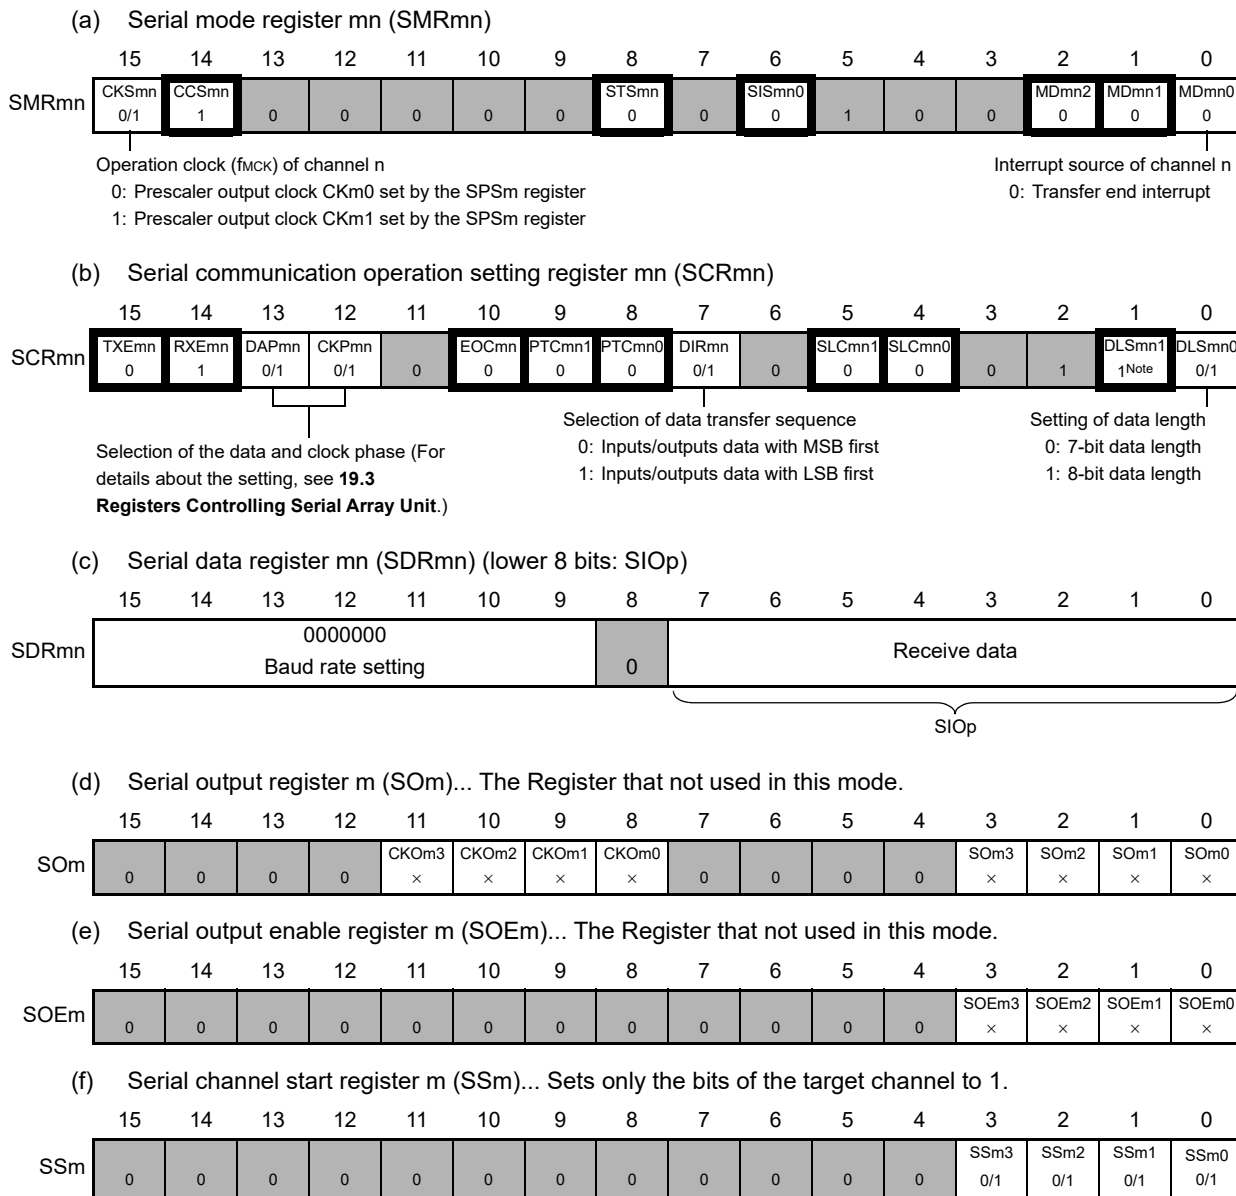 (a) Serial mode register mn (SMRmn)
15 14 13 12 11 10 9 8 7 6 5 4 3 2 1 0
SMRmn CKSmn CCSmn STSmn SISmn0 MDmn2 MDmn1 MDmn0
0/1 1 0 0 0 0 0 0 0 0 1 0 0 0 0 0
Operation clock (fMCK) of channel n
0: Prescaler output clock CKm0 set by the SPSm register
1: Prescaler output clock CKm1 set by the SPSm register
Interrupt source of channel n
0: Transfer end interrupt
(b) Serial communication operation setting register mn (SCRmn)
15 14 13 12 11 10 9 8 7 6 5 4 3 2 1 0
SCRmn TXEmn RXEmn DAPmn CKPmn EOCmn PTCmn1 PTCmn0 DIRmn SLCmn1 SLCmn0 DLSmn1 DLSmn0
0 1 0/1 0/1 0 0 0 0 0/1 0 0 0 0 1 1Note 0/1
Selection of the data and clock phase (For
details about the setting, see 19.3
Registers Controlling Serial Array Unit.)
Selection of data transfer sequence
0: Inputs/outputs data with MSB first
1: Inputs/outputs data with LSB first
Setting of data length
0: 7-bit data length
1: 8-bit data length
(c) Serial data register mn (SDRmn) (lower 8 bits: SIOp)
15 14 13 12 11 10 9 8 7 6 5 4 3 2 1 0
SDRmn
0000000
Baud rate setting
0
Receive data
SIOp
(d) Serial output register m (SOm)... The Register that not used in this mode.
15 14 13 12 11 10 9 8 7 6 5 4 3 2 1 0
SOm CKOm3 CKOm2 CKOm1 CKOm0 SOm3 SOm2 SOm1 SOm0
0 0 0 0 × × × × 0 0 0 0 × × × ×
(e) Serial output enable register m (SOEm)... The Register that not used in this mode.
15 14 13 12 11 10 9 8 7 6 5 4 3 2 1 0
SOEm SOEm3 SOEm2 SOEm1 SOEm0
0 0 0 0 0 0 0 0 0 0 0 0 × × × ×
(f) Serial channel start register m (SSm)... Sets only the bits of the target channel to 1.
15 14 13 12 11 10 9 8 7 6 5 4 3 2 1 0
SSm SSm3 SSm2 SSm1 SSm0
0 0 0 0 0 0 0 0 0 0 0 0 0/1 0/1 0/1 0/1